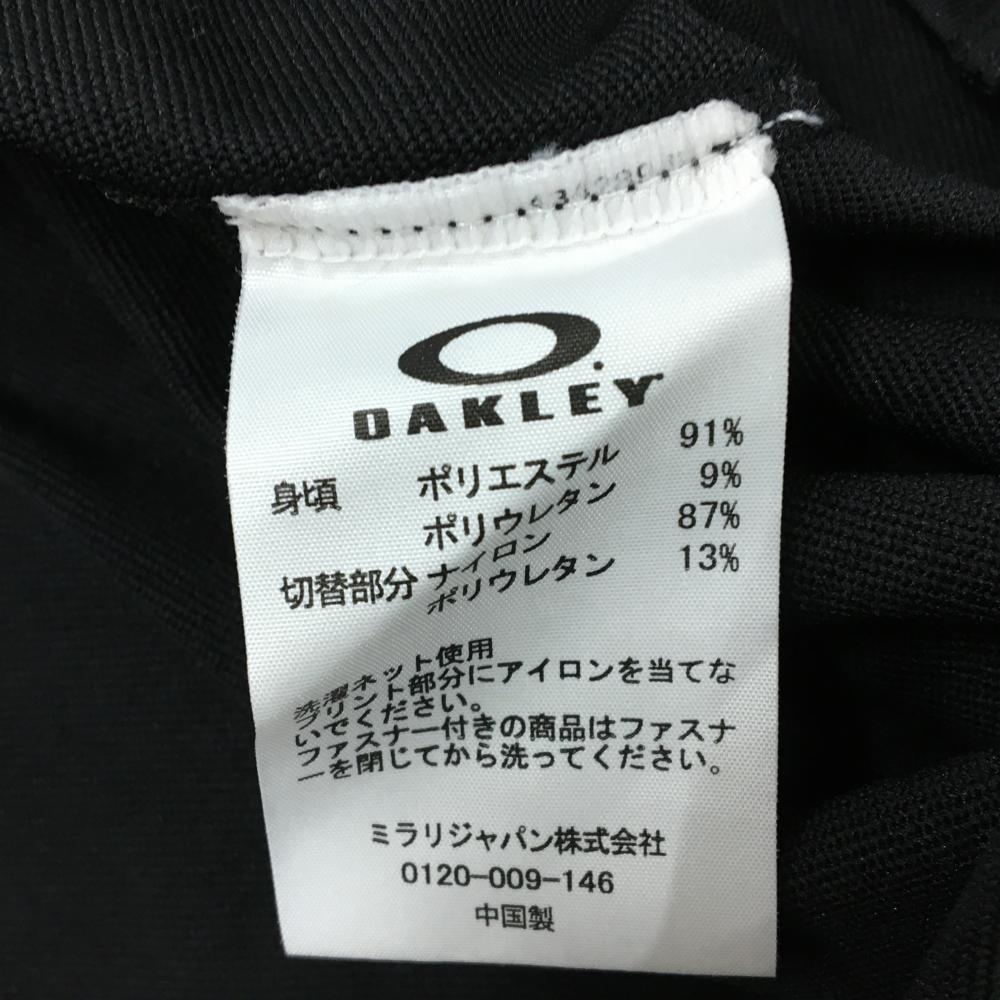 OAKLEY
身頃 ポリエステル 91%
ポリウレタン 9%
切替部分 ナイロン 87%
ポリウレタン 13%
洗濯ネット使用
プリント部分にアイロンを当てな
いでください。
ファスナー付きの商品はファスナ
ーを閉じてから洗ってください。
ミラリジャパン株式会社
0120-009-146
中国製